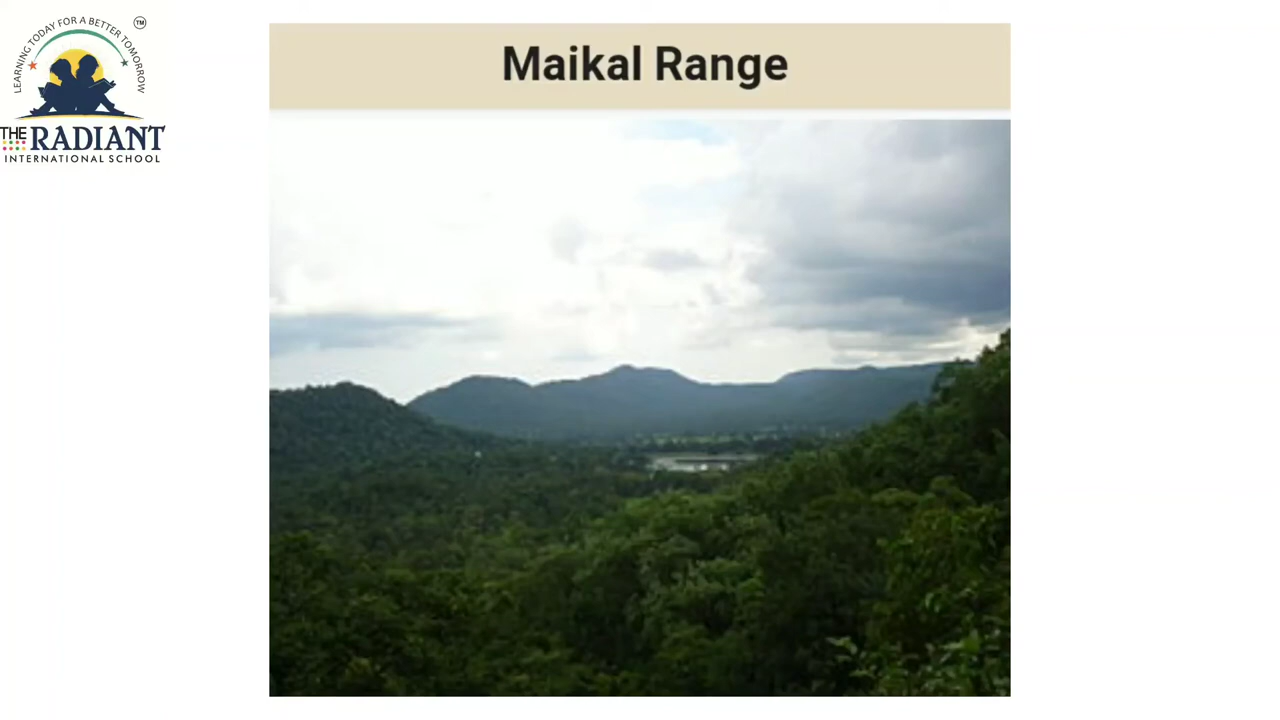 LEARNING TODAY FOR A BETTER TOMORROW
TM
THE RADIANT
INTERNATIONAL SCHOOL
Maikal Range